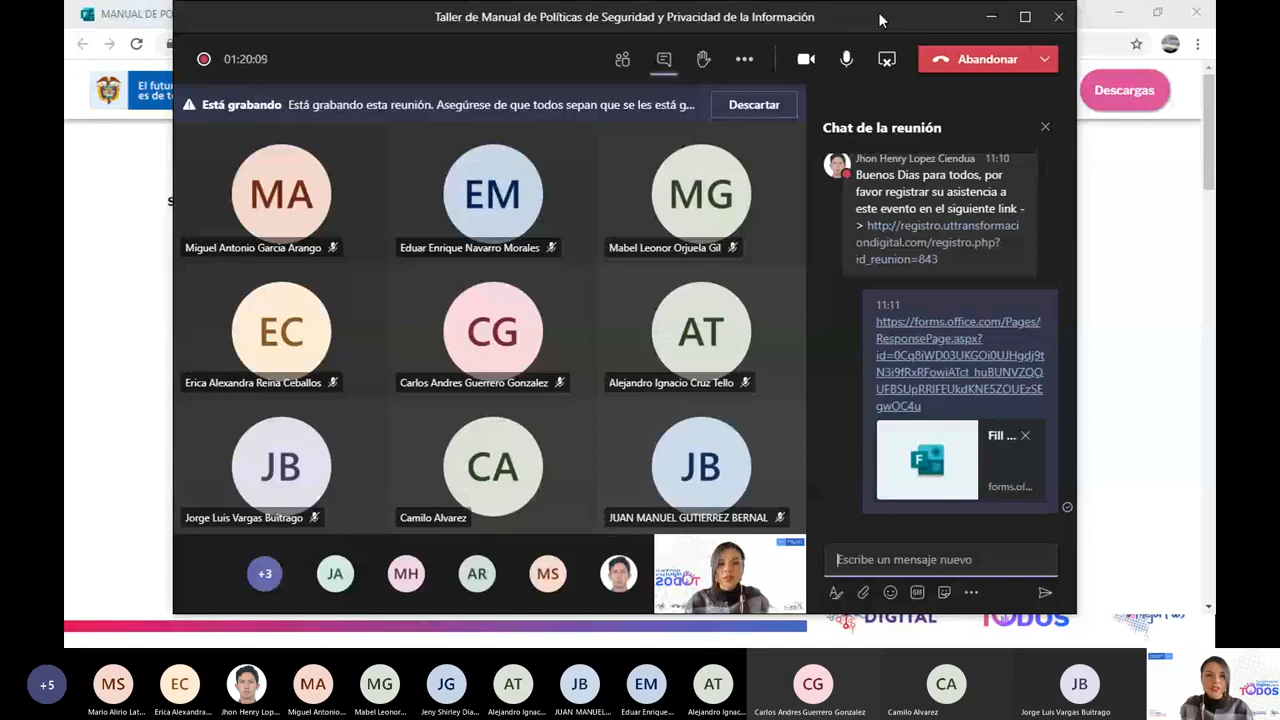 MANUAL DE PO
Taller de Manual de Políticas de Seguridad y Privacidad de la Información
01:20:09
Abandonar
El futu
es de t
Descargas
Está grabando Está grabando esta reunión. Asegúrese de que todos sepan que se les está g...
Descartar
MA
Miguel Antonio Garcia Arango
EM
Eduar Enrique Navarro Morales
MG
Mabel Leonor Orjuela Gil
EC
Erica Alexandra Reina Ceballos
CG
Carlos Andres Guerrero Gonzalez
AT
Alejandro Ignacio Cruz Tello
JB
Jorge Luis Vargas Buitrago
CA
Camilo Alvarez
JB
JUAN MANUEL GUTIERREZ BERNAL
+3
JA
MH
AR
MS
Chat de la reunión
Jhon Henry Lopez Ciendua 11:10
Buenos Dias para todos, por
favor registrar su asistencia a
este evento en el siguiente link -
> http://registro.uttransformaci
ondigital.com/registro.php?
id_reunion=843
11:11
https://forms.office.com/Pages/
ResponsePage.aspx?
id=0Cq8iWD03UKGOi0UJHgdj9t
N3i9fRxRFowiATct_huBUNVZQQ
UFBSUpRRlFEUkdKNE5ZOUEzSE
gwOC4u
Fill ...
forms.of...
Escribe un mensaje nuevo
DIGITAL
TODOS
+5
MS
Mario Alirio Lat...
EC
Erica Alexandra...
Jhon Henry Lop...
MA
Miguel Antonio...
MG
Mabel Leonor...
JG
Jeny Shirley Dia...
AT
Alejandro Ignac...
JB
JUAN MANUEL...
EM
Eduar Enrique...
AT
Alejandro Ignac...
CG
Carlos Andres Guerrero Gonzalez
CA
Camilo Alvarez
JB
Jorge Luis Vargas Buitrago
TODOS